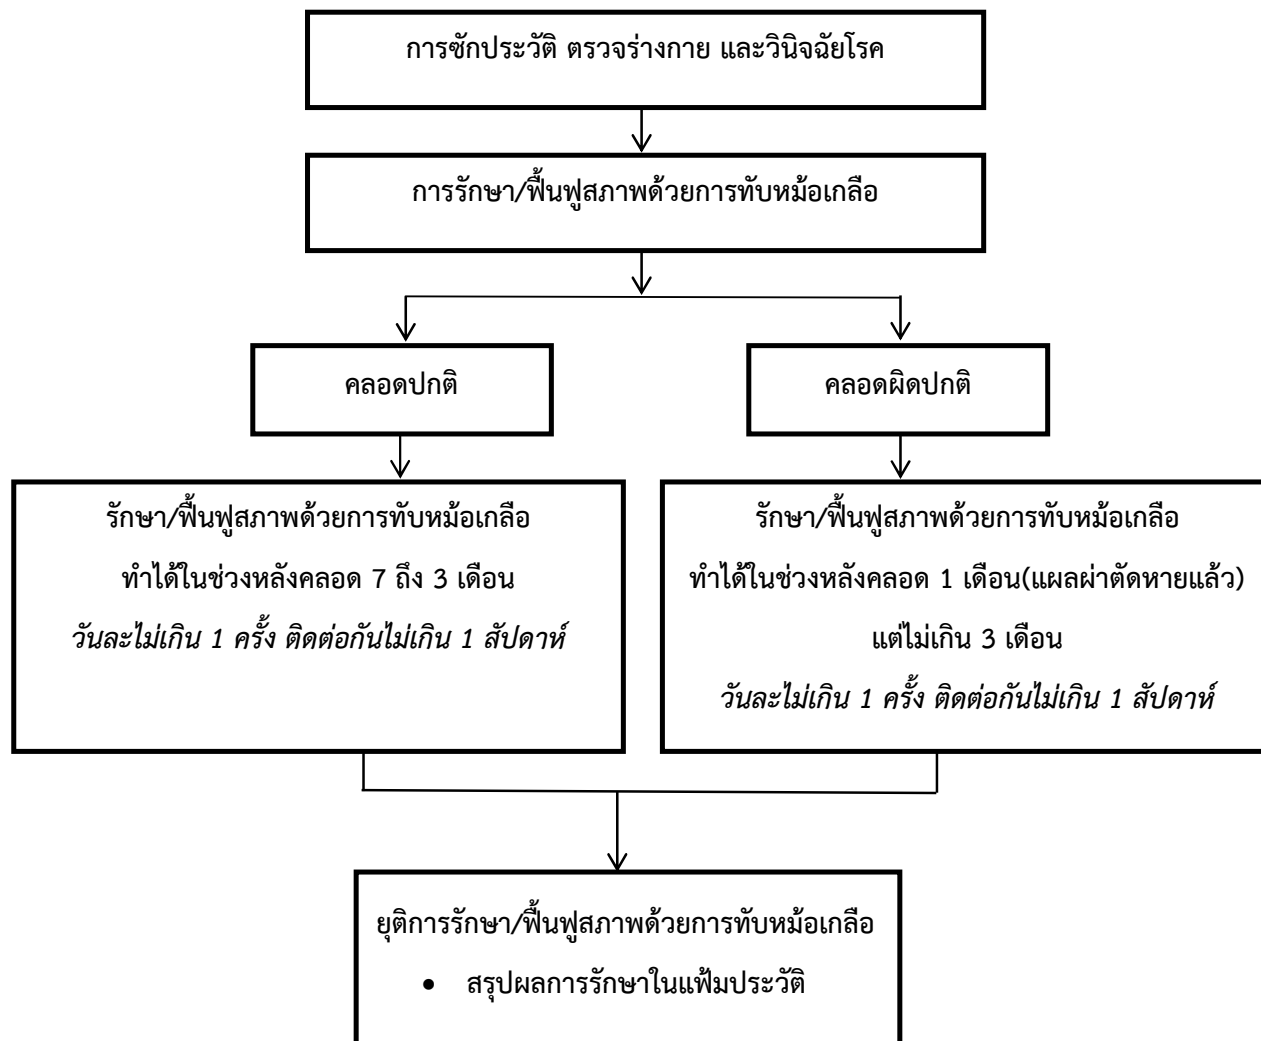 การซักประวัติ ตรวจร่างกาย และวินิจฉัยโรค
การรักษา/ฟื้นฟูสภาพด้วยการทับหม้อเกลือ
คลอดปกติ
คลอดผิดปกติ
รักษา/ฟื้นฟูสภาพด้วยการทับหม้อเกลือ
ทำได้ในช่วงหลังคลอด 7 ถึง 3 เดือน
วันละไม่เกิน 1 ครั้ง ติดต่อกันไม่เกิน 1 สัปดาห์
รักษา/ฟื้นฟูสภาพด้วยการทับหม้อเกลือ
ทำได้ในช่วงหลังคลอด 1 เดือน(แผลผ่าตัดหายแล้ว)
แต่ไม่เกิน 3 เดือน
วันละไม่เกิน 1 ครั้ง ติดต่อกันไม่เกิน 1 สัปดาห์
ยุติการรักษา/ฟื้นฟูสภาพด้วยการทับหม้อเกลือ
• สรุปผลการรักษาในแฟ้มประวัติ